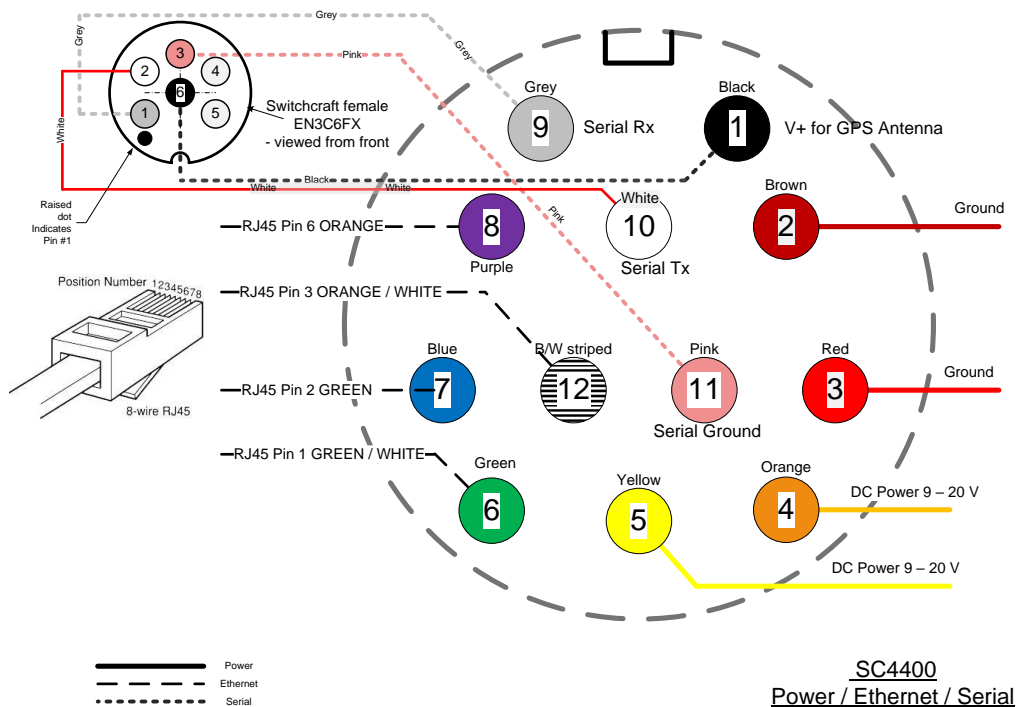 Grey
Grey
Grey
Pink
White
3
2
4
6
1
5
Switchcraft female
EN3C6FX
- viewed from front
Raised
dot
Indicates
Pin #1
Black
White
White
Pink
Grey
9
Serial Rx
Black
1
V+ for GPS Antenna
RJ45 Pin 6 ORANGE
8
Purple
White
10
Serial Tx
Brown
2
Ground
Position Number 12345678
8-wire RJ45
RJ45 Pin 3 ORANGE / WHITE
Blue
7
RJ45 Pin 2 GREEN
B/W striped
12
Pink
11
Serial Ground
Red
3
Ground
RJ45 Pin 1 GREEN / WHITE
Green
6
Yellow
5
Orange
4
DC Power 9 – 20 V
DC Power 9 – 20 V
Power
Ethernet
Serial
SC4400
Power / Ethernet / Serial